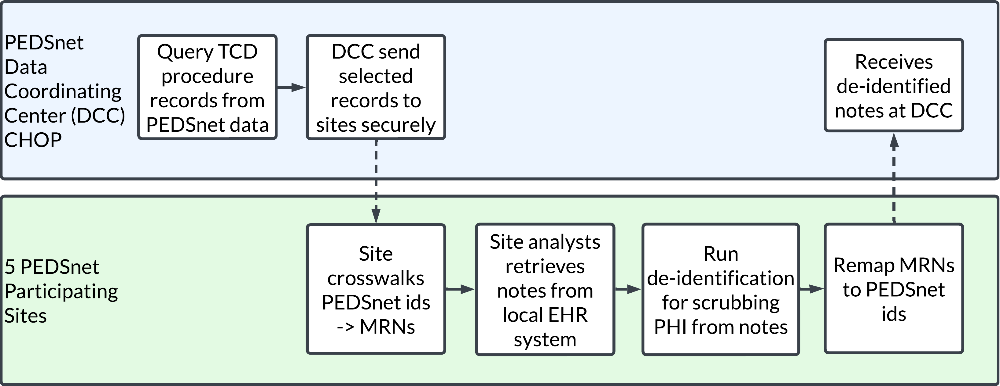 PEDSnet
Data
Coordinating
Center (DCC)
CHOP
Query TCD
procedure
records from
PEDSnet data
DCC send
selected
records to
sites securely
Receives
de-identified
notes at DCC
5 PEDSnet
Participating
Sites
Site
crosswalks
PEDSnet ids
-> MRNs
Site analysts
retrieves
notes from
local EHR
system
Run
de-identification
for scrubbing
PHI from notes
Remap MRNs
to PEDSnet
ids